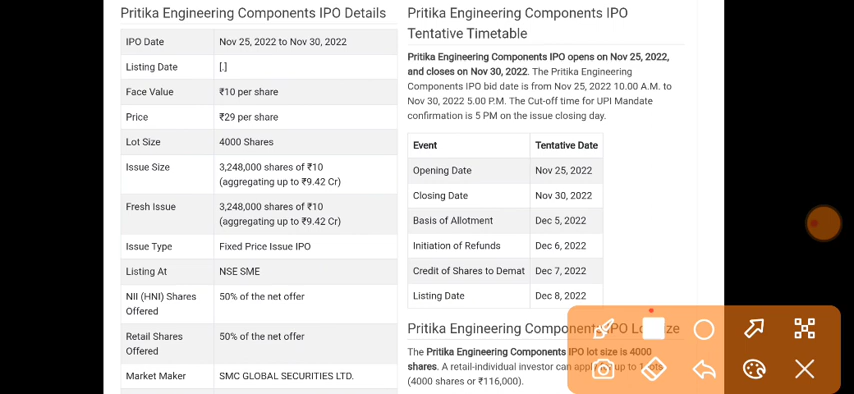 Pritika Engineering Components IPO Details
IPO Date Nov 25, 2022 to Nov 30, 2022
Listing Date [.]
Face Value ₹10 per share
Price ₹29 per share
Lot Size 4000 Shares
Issue Size 3,248,000 shares of ₹10
(aggregating up to ₹9.42 Cr)
Fresh Issue 3,248,000 shares of ₹10
(aggregating up to ₹9.42 Cr)
Issue Type Fixed Price Issue IPO
Listing At NSE SME
NII (HNI) Shares 50% of the net offer
Offered
Retail Shares 50% of the net offer
Offered
Market Maker SMC GLOBAL SECURITIES LTD.
Pritika Engineering Components IPO
Tentative Timetable
Pritika Engineering Components IPO opens on Nov 25, 2022,
and closes on Nov 30, 2022. The Pritika Engineering
Components IPO bid date is from Nov 25, 2022 10.00 A.M. to
Nov 30, 2022 5.00 P.M. The Cut-off time for UPI Mandate
confirmation is 5 PM on the issue closing day.
Event Tentative Date
Opening Date Nov 25, 2022
Closing Date Nov 30, 2022
Basis of Allotment Dec 5, 2022
Initiation of Refunds Dec 6, 2022
Credit of Shares to Demat Dec 7, 2022
Listing Date Dec 8, 2022
Pritika Engineering Components IPO Lot Size
The Pritika Engineering Components IPO lot size is 4000
shares. A retail-individual investor can apply for up to 1 lots
(4000 shares or ₹116,000).